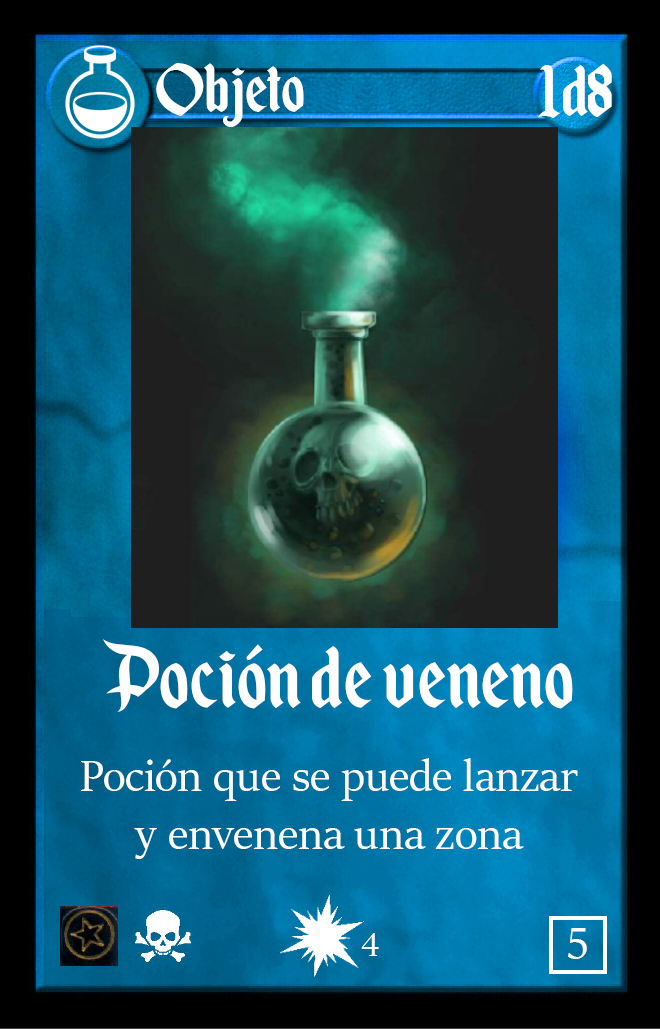 Objeto
1d8
Poción de veneno
Poción que se puede lanzar
y envenena una zona
4
5